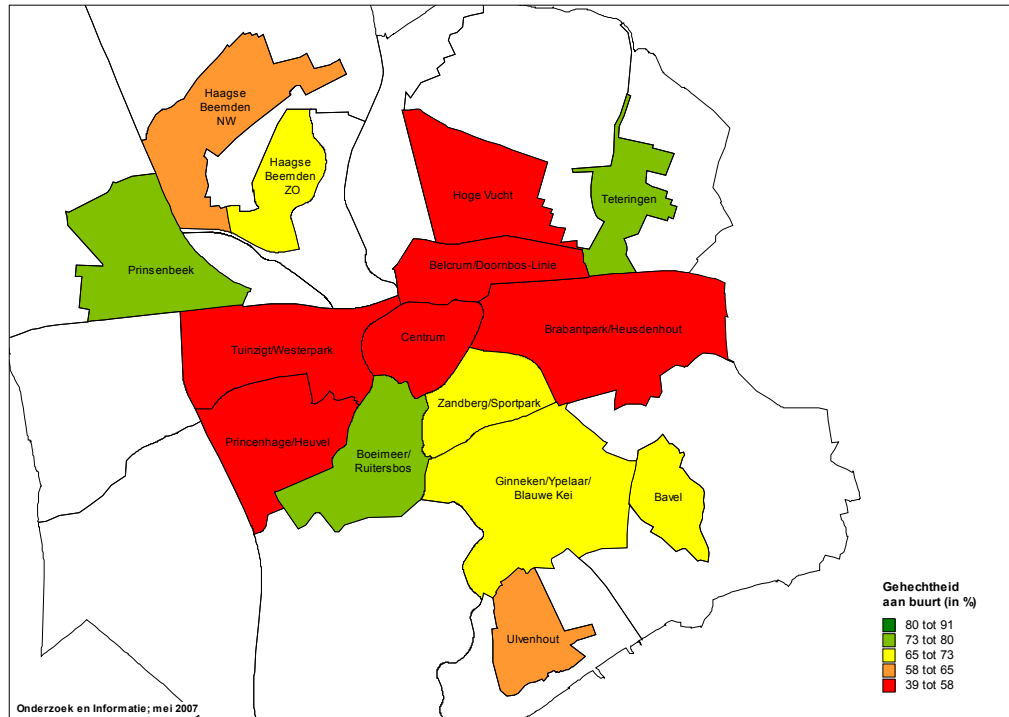 Haagse
Beemden
NW
Haagse
Beemden
ZO
Hoge Vucht
Teteringen
Prinsenbeek
Belcrum/Doornbos-Linie
Brabantpark/Heusdenhout
Centrum
Tuinzigt/Westerpark
Zandberg/Sportpark
Princenhage/Heuvel
Boeimeer/
Ruitersbos
Ginneken/Ypelaar/
Blauwe Kei
Bavel
Ulvenhout
Gehechtheid
aan buurt (in %)
80 tot 91
73 tot 80
65 tot 73
58 tot 65
39 tot 58
Onderzoek en Informatie; mei 2007